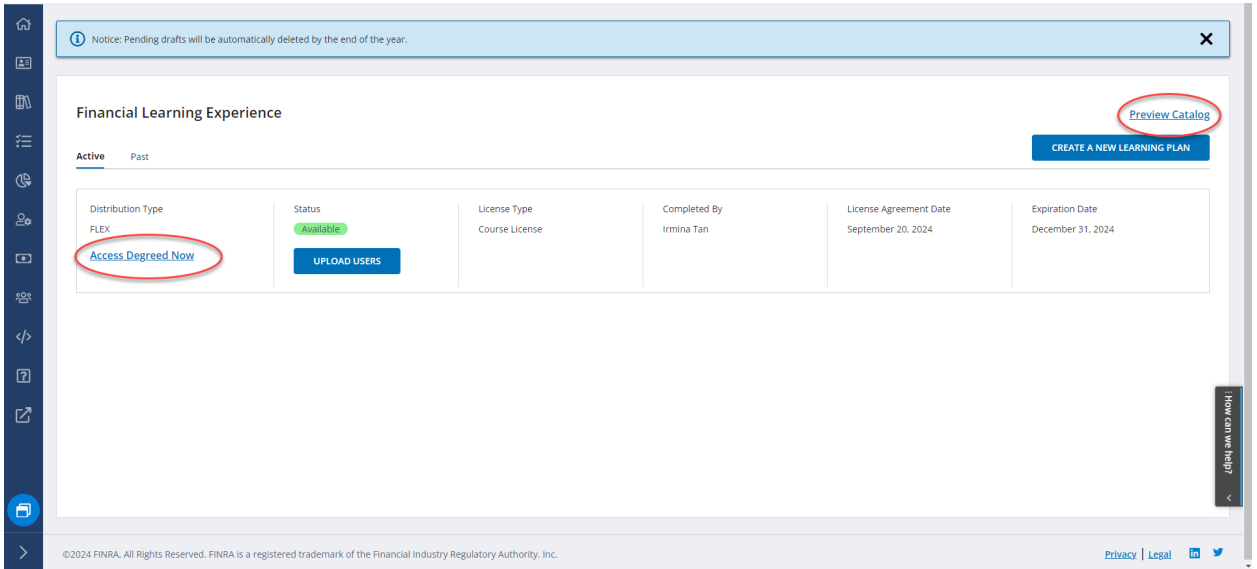 Notice: Pending drafts will be automatically deleted by the end of the year.
Financial Learning Experience
Preview Catalog
CREATE A NEW LEARNING PLAN
Active Past
Distribution Type Status License Type Completed By License Agreement Date Expiration Date
FLEX Available Course License Irmina Tan September 20, 2024 December 31, 2024
Access Degreed Now UPLOAD USERS
How can we help?
©2024 FINRA, All Rights Reserved. FINRA is a registered trademark of the Financial Industry Regulatory Authority. Inc. Privacy | Legal